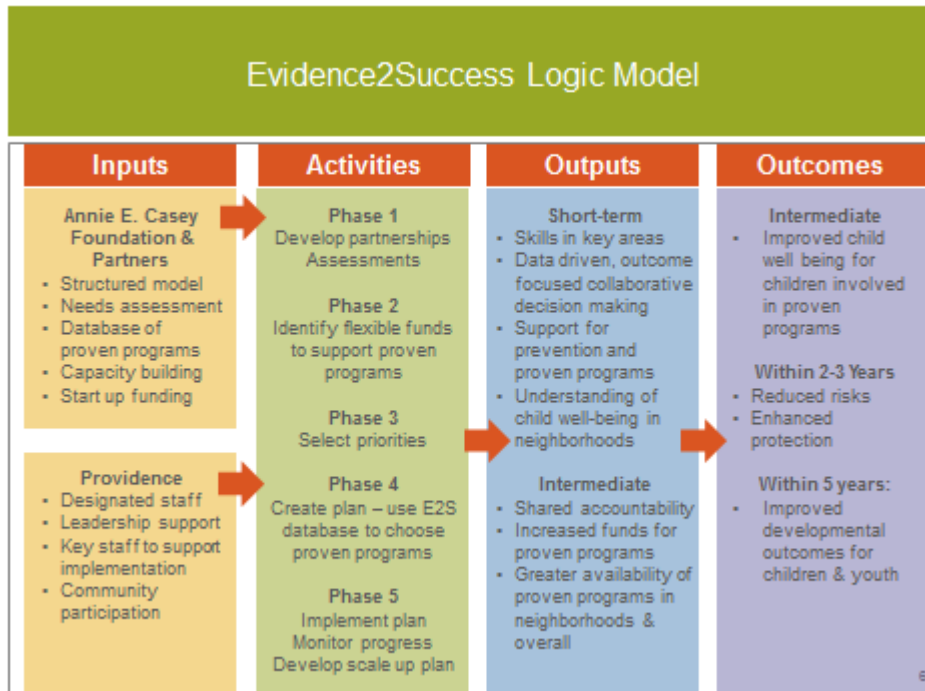 Evidence2Success Logic Model
Inputs
Annie E. Casey
Foundation &
Partners
• Structured model
• Needs assessment
• Database of
proven programs
• Capacity building
• Start up funding
Providence
• Designated staff
• Leadership support
• Key staff to support
implementation
• Community
participation
Activities
Phase 1
Develop partnerships
Assessments
Phase 2
Identify flexible funds
to support proven
programs
Phase 3
Select priorities
Phase 4
Create plan – use E2S
database to choose
proven programs
Phase 5
Implement plan
Monitor progress
Develop scale up plan
Outputs
Short-term
• Skills in key areas
• Data driven, outcome
focused collaborative
decision making
• Support for
prevention and
proven programs
• Understanding of
child well-being in
neighborhoods
Intermediate
• Shared accountability
• Increased funds for
proven programs
• Greater availability of
proven programs in
neighborhoods &
overall
Outcomes
Intermediate
• Improved child
well being for
children involved
in proven
programs
Within 2-3 Years
• Reduced risks
• Enhanced
protection
Within 5 years:
• Improved
developmental
outcomes for
children & youth